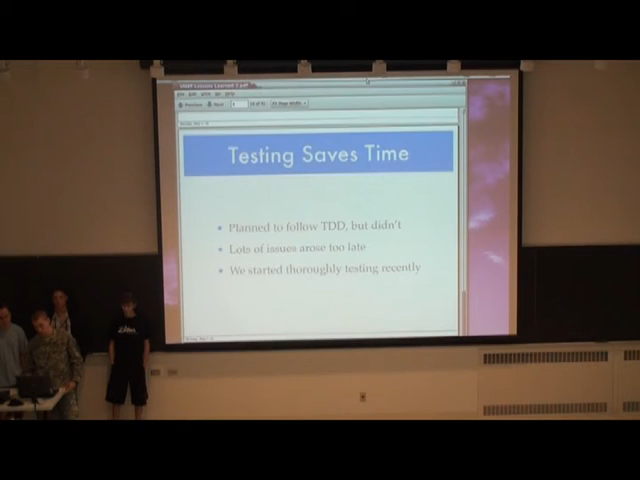 Testing Saves Time
Planned to follow TDD, but didn't
Lots of issues arose too late
We started thoroughly testing recently